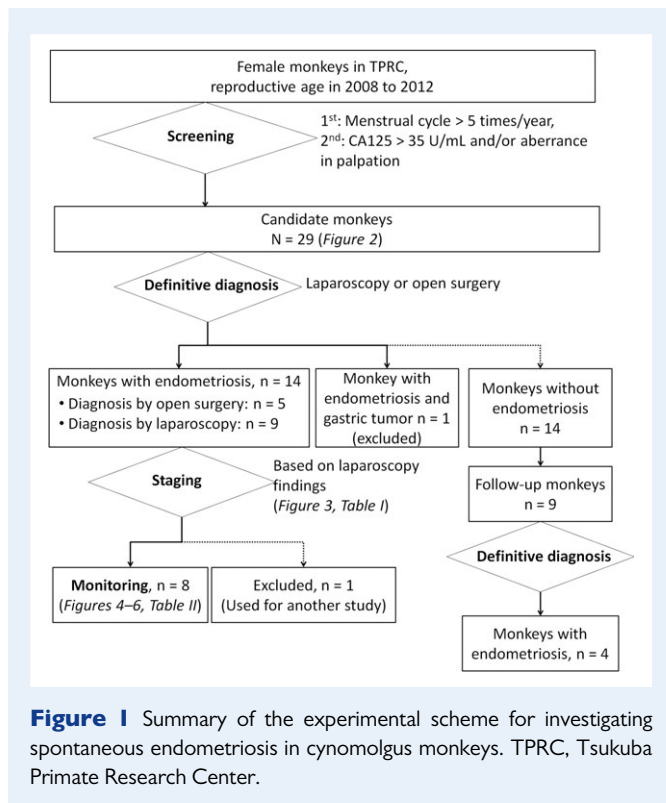 Female monkeys in TPRC,
reproductive age in 2008 to 2012
Screening
1st: Menstrual cycle > 5 times/year,
2nd: CA125 > 35 U/mL and/or aberrance
in palpation
Candidate monkeys
N = 29 (Figure 2)
Definitive diagnosis
Laparoscopy or open surgery
Monkeys with endometriosis, n = 14
• Diagnosis by open surgery: n = 5
• Diagnosis by laparoscopy: n = 9
Monkey with
endometriosis and
gastric tumor n = 1
(excluded)
Monkeys without
endometriosis
n = 14
Staging
Based on laparoscopy
findings
(Figure 3, Table I)
Follow-up monkeys
n = 9
Definitive diagnosis
Monitoring, n = 8
(Figures 4–6, Table II)
Excluded, n = 1
(Used for another study)
Monkeys with
endometriosis, n = 4
Figure 1 Summary of the experimental scheme for investigating
spontaneous endometriosis in cynomolgus monkeys. TPRC, Tsukuba
Primate Research Center.